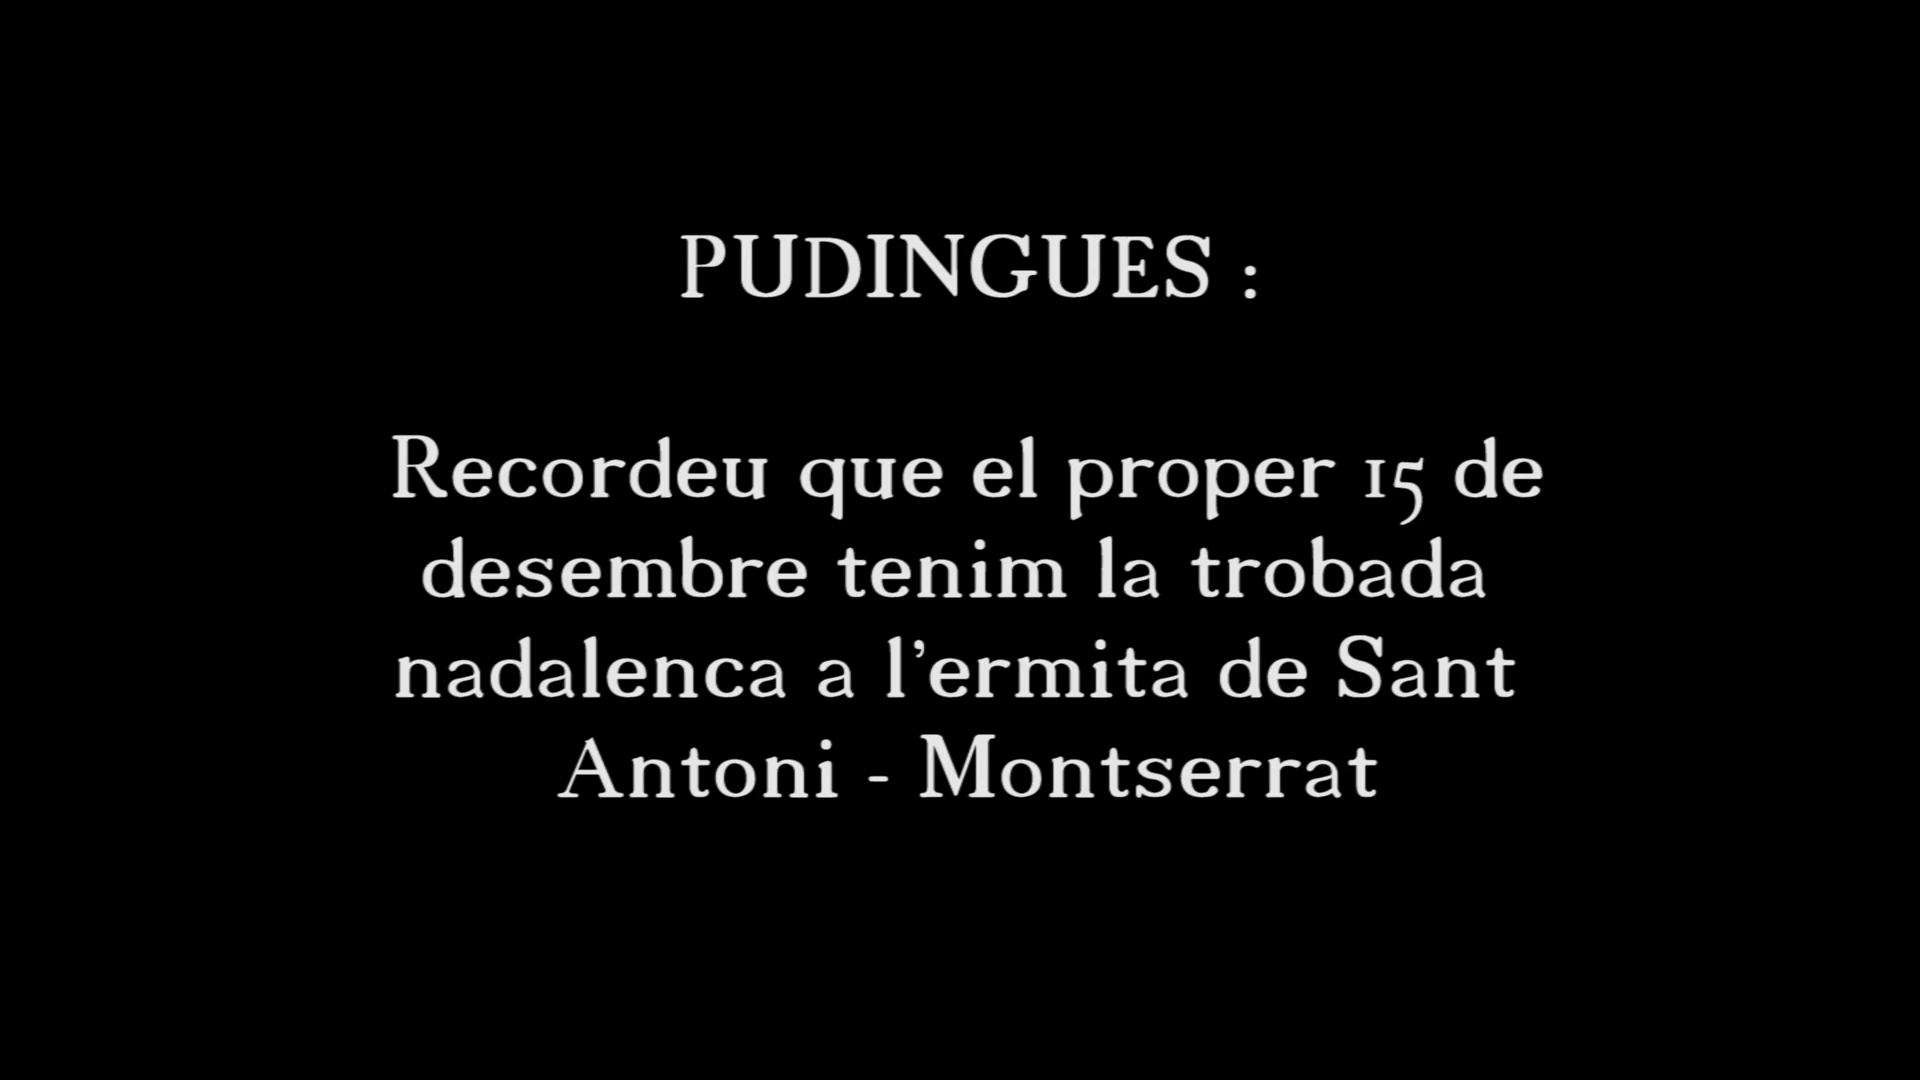 PUDINGUES :
Recordeu que el proper 15 de
desembre tenim la trobada
nadalenca a l’ermita de Sant
Antoni - Montserrat